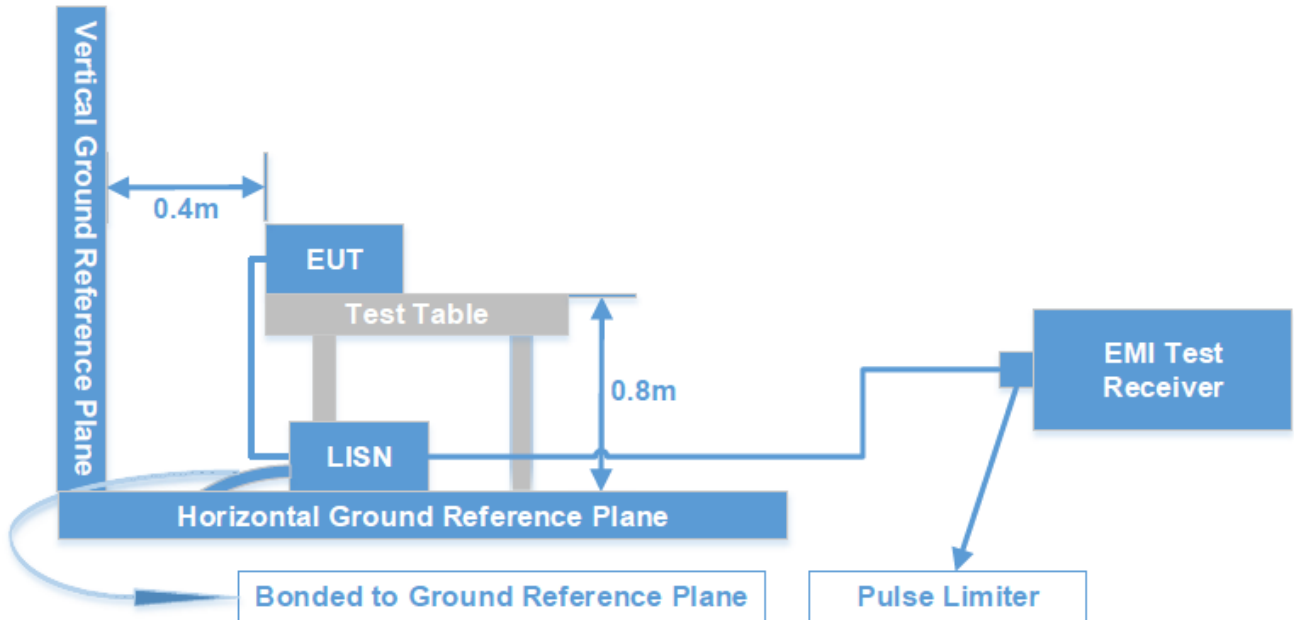 Vertical Ground Reference Plane
0.4m
EUT
Test Table
EMI Test
Receiver
0.8m
LISN
Horizontal Ground Reference Plane
Bonded to Ground Reference Plane
Pulse Limiter